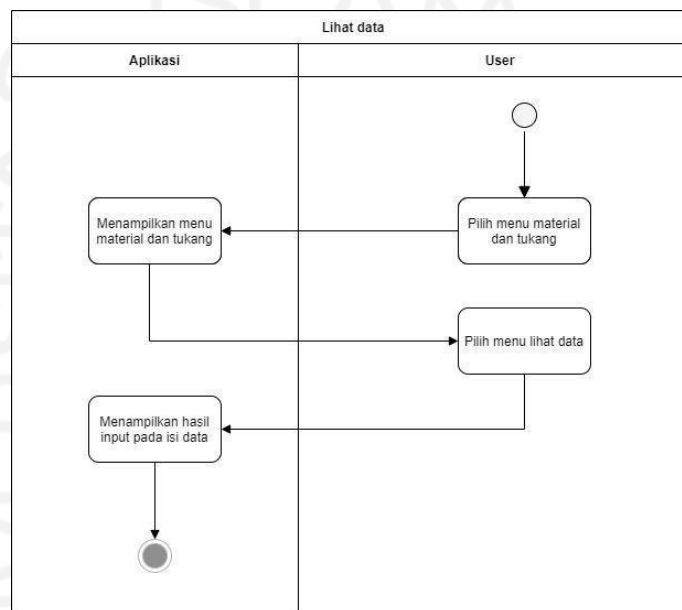 Lihat data
Aplikasi
User
Pilih menu material
dan tukang
Menampilkan menu
material dan tukang
Pilih menu lihat data
Menampilkan hasil
input pada isi data